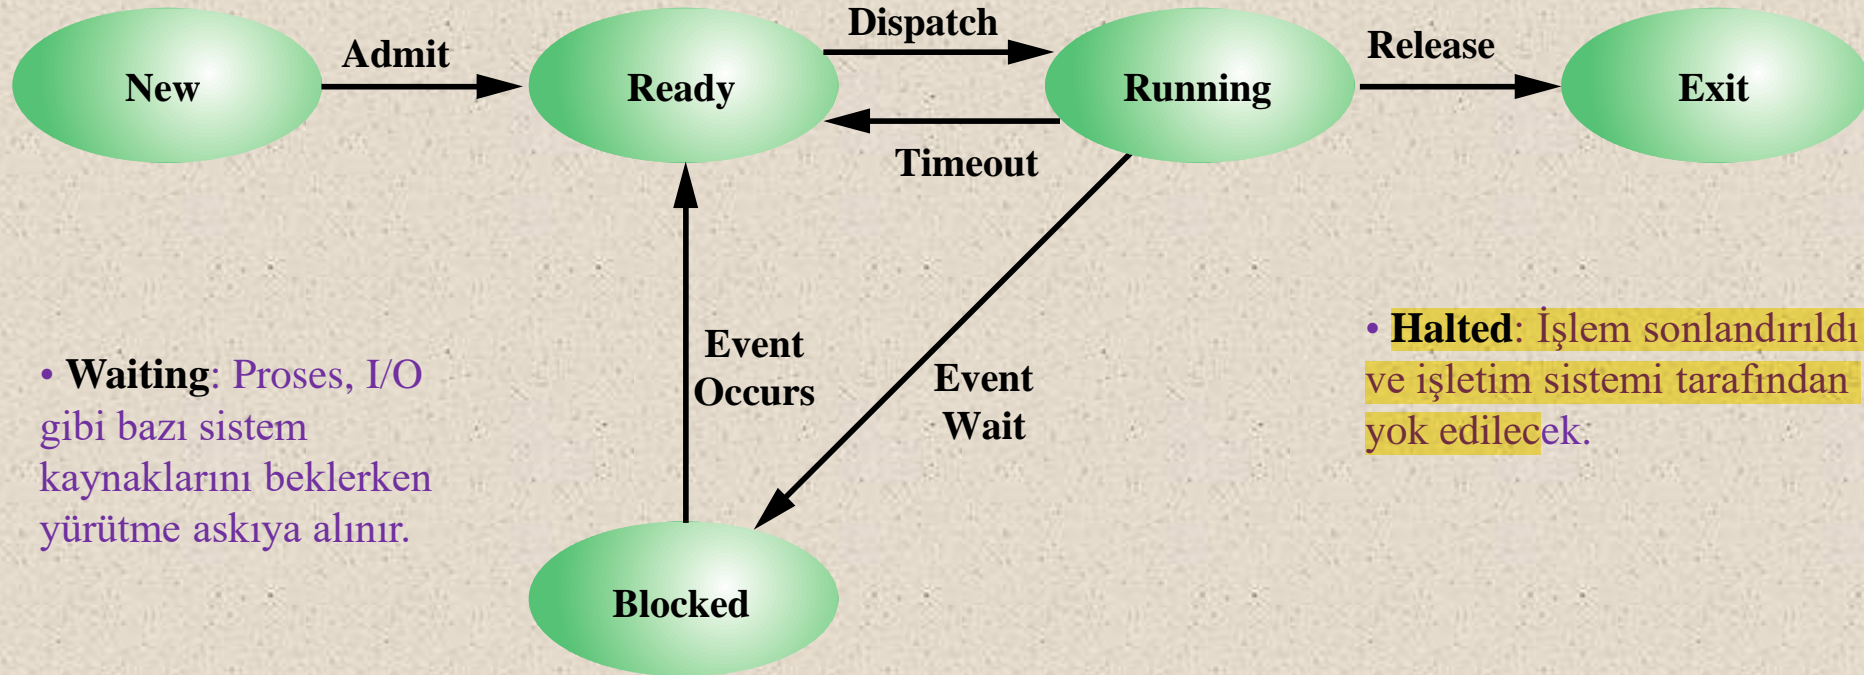 Dispatch
Admit
Release
New
Ready
Running
Exit
Timeout
• Waiting: Proses, I/O
gibi bazı sistem
kaynaklarını beklerken
yürütme askıya alınır.
Event
Occurs
Event
Wait
• Halted: İşlem sonlandırıldı
ve işletim sistemi tarafından
yok edilecek.
Blocked